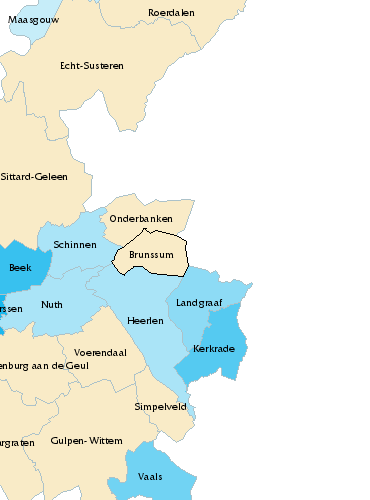 Roerdalen
Maasgouw
Echt-Susteren
Sittard-Geleen
Onderbanken
Schinnen
Brunssum
Beek
Landgraaf
Nuth
rssen
Heerlen
Kerkrade
Voerendaal
enburg aan de Geul
Simpelveld
Gulpen-Wittem
argraten
Vaals